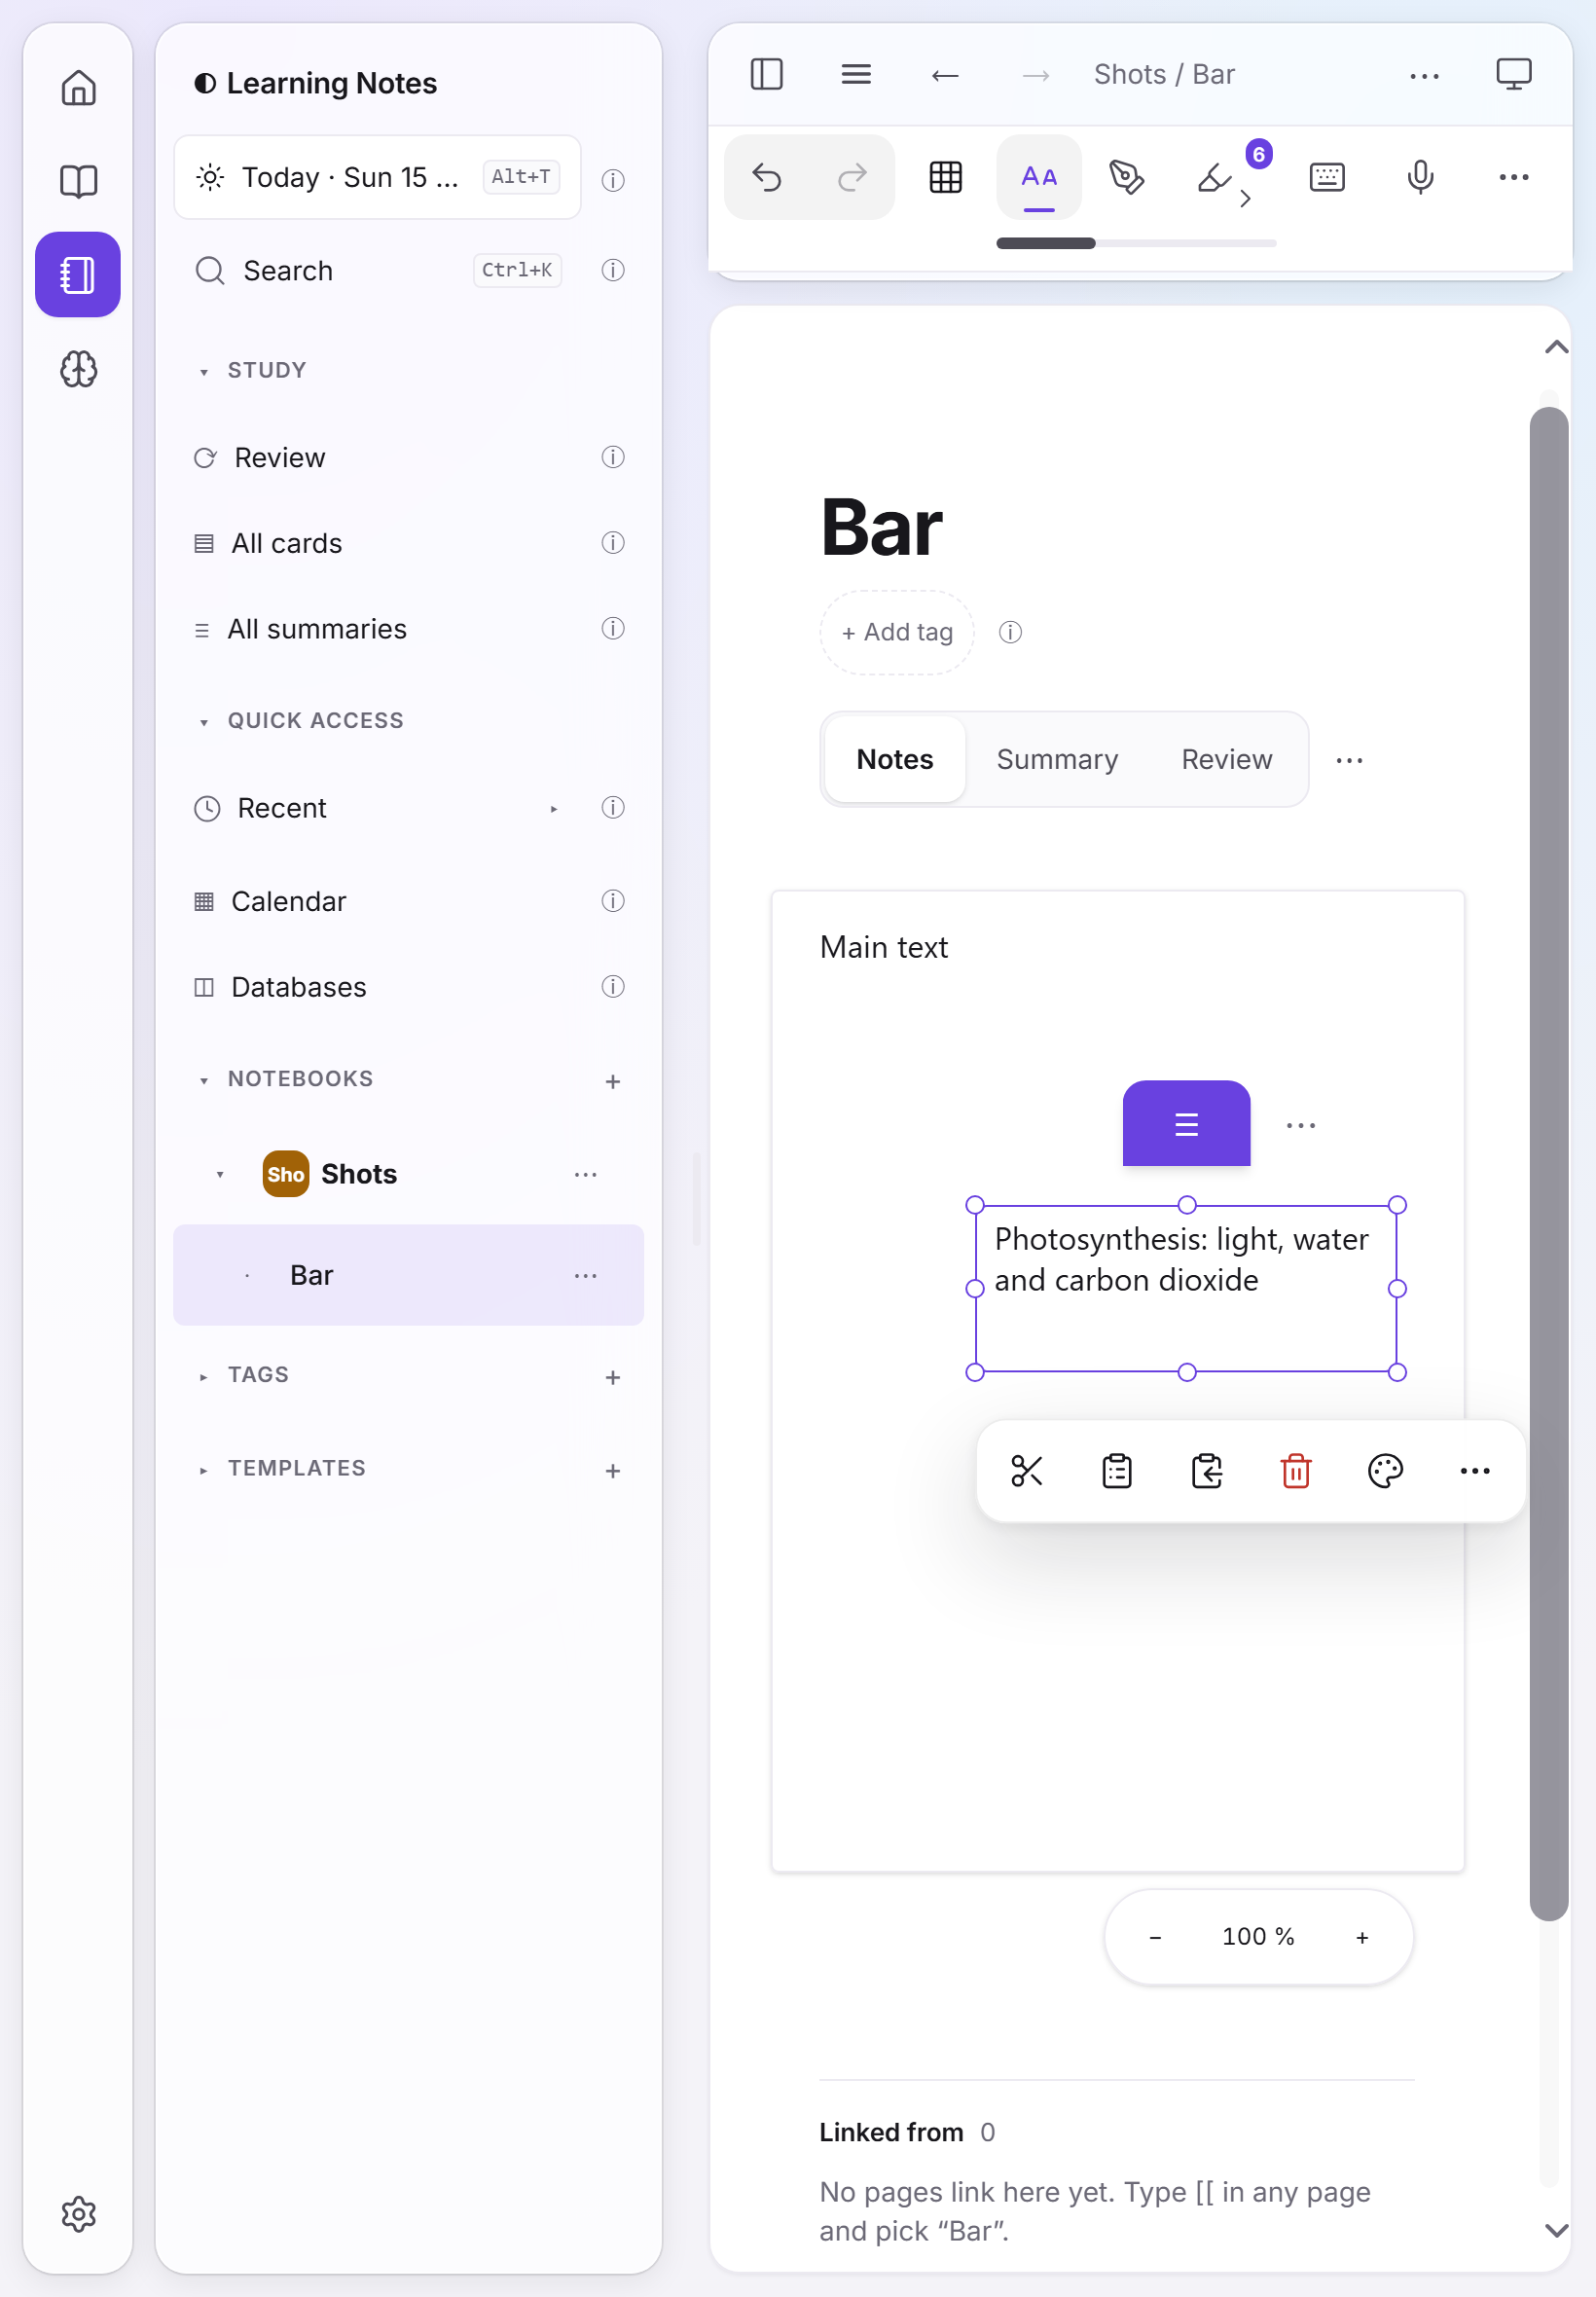 Learning Notes
Today · Sun 15 ...
Alt+T
Search
Ctrl+K
STUDY
Review
All cards
All summaries
QUICK ACCESS
Recent
Calendar
Databases
NOTEBOOKS
+
Sho
Shots
Bar
TAGS
+
TEMPLATES
+
Shots / Bar
AA
6
Bar
+ Add tag
Notes
Summary
Review
Main text
Photosynthesis: light, water
and carbon dioxide
− 100 % +
Linked from 0
No pages link here yet. Type [[ in any page
and pick “Bar”.